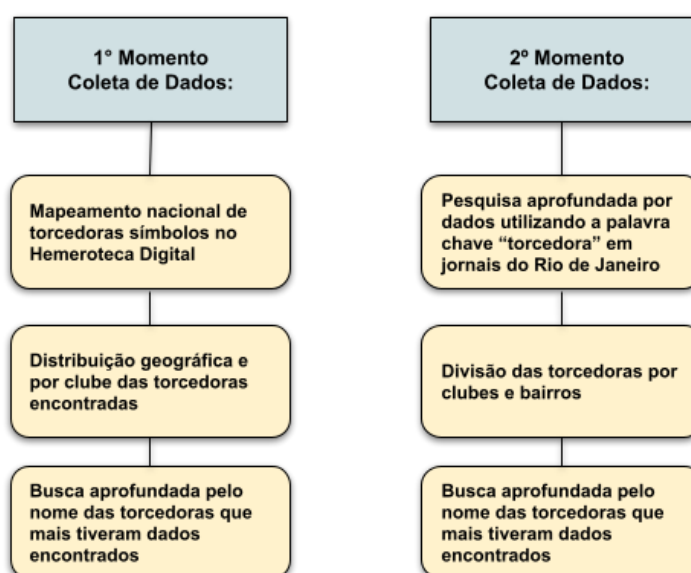 1° Momento
Coleta de Dados:
Mapeamento nacional de
torcedoras símbolos no
Hemeroteca Digital
Distribuição geográfica e
por clube das torcedoras
encontradas
Busca aprofundada pelo
nome das torcedoras que
mais tiveram dados
encontrados
2º Momento
Coleta de Dados:
Pesquisa aprofundada por
dados utilizando a palavra
chave “torcedora” em
jornais do Rio de Janeiro
Divisão das torcedoras por
clubes e bairros
Busca aprofundada pelo
nome das torcedoras que
mais tiveram dados
encontrados